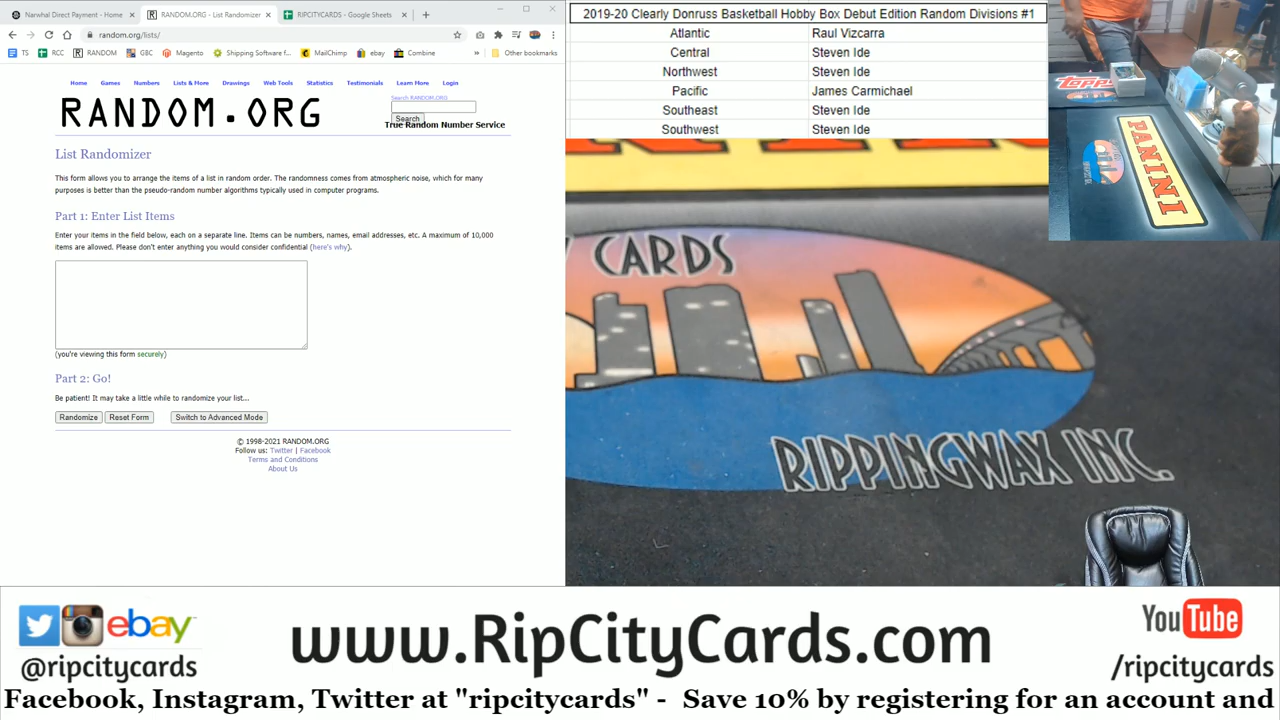 Narwhal Direct Payment - Home
RANDOM.ORG - List Randomizer
RIPCITYCARDS - Google Sheets
random.org/lists/
TS
RCC
RANDOM
GBC
Magento
Shipping Software f...
MailChimp
ebay
Combine
Other bookmarks
Home Games Numbers Lists & More Drawings Web Tools Statistics Testimonials Learn More Login
RANDOM.ORG
Search RANDOM.ORG
Search
True Random Number Service
List Randomizer
This form allows you to arrange the items of a list in random order. The randomness comes from atmospheric noise, which for many
purposes is better than the pseudo-random number algorithms typically used in computer programs.
Part 1: Enter List Items
Enter your items in the field below, each on a separate line. Items can be numbers, names, email addresses, etc. A maximum of 10,000
items are allowed. Please don't enter anything you would consider confidential (here's why).
(you're viewing this form securely)
Part 2: Go!
Be patient! It may take a little while to randomize your list...
Randomize Reset Form Switch to Advanced Mode
© 1998-2021 RANDOM.ORG
Follow us: Twitter | Facebook
Terms and Conditions
About Us
2019-20 Clearly Donruss Basketball Hobby Box Debut Edition Random Divisions #1
Atlantic Raul Vizcarra
Central Steven Ide
Northwest Steven Ide
Pacific James Carmichael
Southeast Steven Ide
Southwest Steven Ide
topps
PANINI
CARDS
RIPPINGWAX INC.
ebay
@ripcitycards
www.RipCityCards.com
YouTube
/ripcitycards
Facebook, Instagram, Twitter at "ripcitycards" - Save 10% by registering for an account and